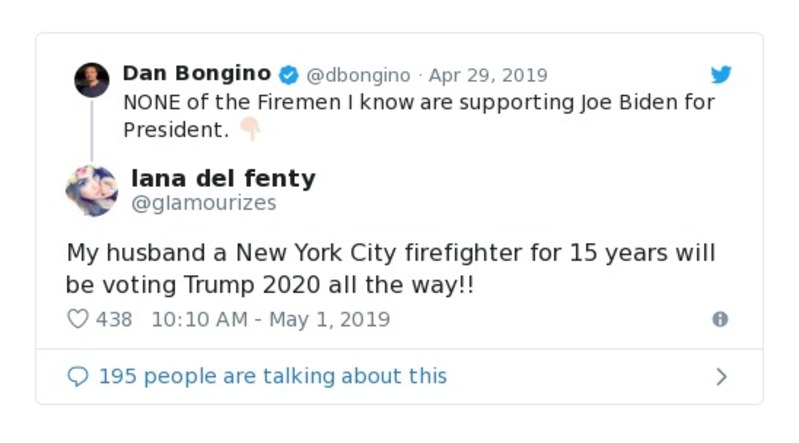 Dan Bongino @dbongino · Apr 29, 2019
NONE of the Firemen I know are supporting Joe Biden for
President. 👇🏻
lana del fenty
@glamourizes
My husband a New York City firefighter for 15 years will
be voting Trump 2020 all the way!!
438 10:10 AM - May 1, 2019
195 people are talking about this